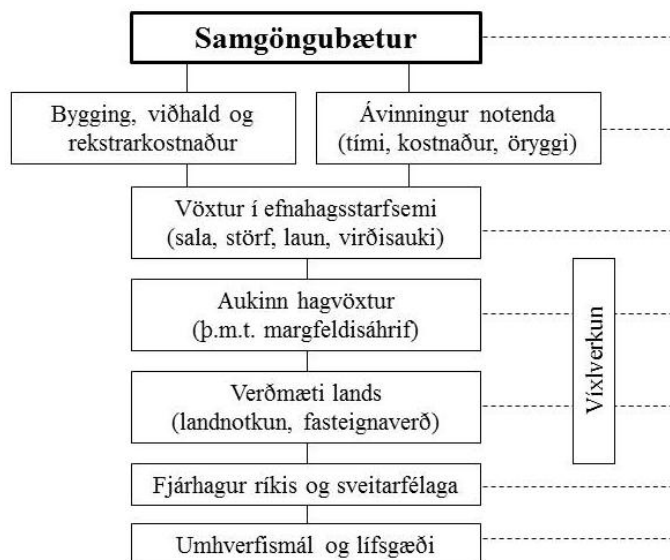 Samgöngubætur
Bygging, viðhald og
rekstrarkostnaður
Ávinningur notenda
(tími, kostnaður, öryggi)
Vöxtur í efnahagsstarfsemi
(sala, störf, laun, virðisauki)
Aukinn hagvöxtur
(þ.m.t. margfeldisáhrif)
Víxlverkun
Verðmæti lands
(landnotkun, fasteignaverð)
Fjárhagur ríkis og sveitarfélaga
Umhverfismál og lífsgæði